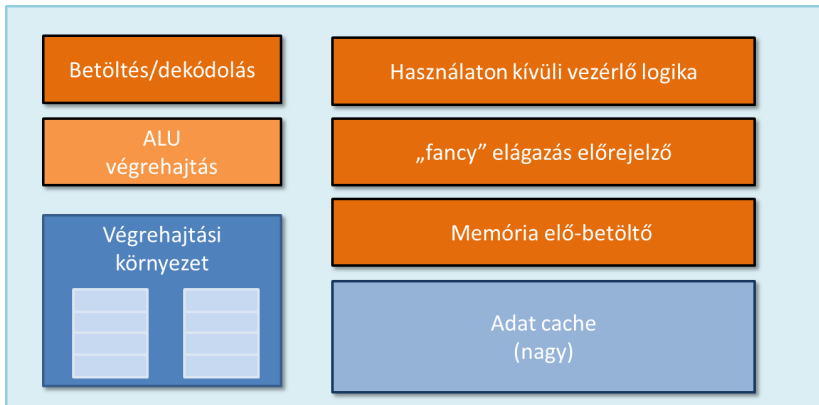 Betöltés/dekódolás
ALU
végrehajtás
Végrehajtási
környezet
Használaton kívüli vezérlő logika
„fancy” elágazás előrejelző
Memória elő-betöltő
Adat cache
(nagy)